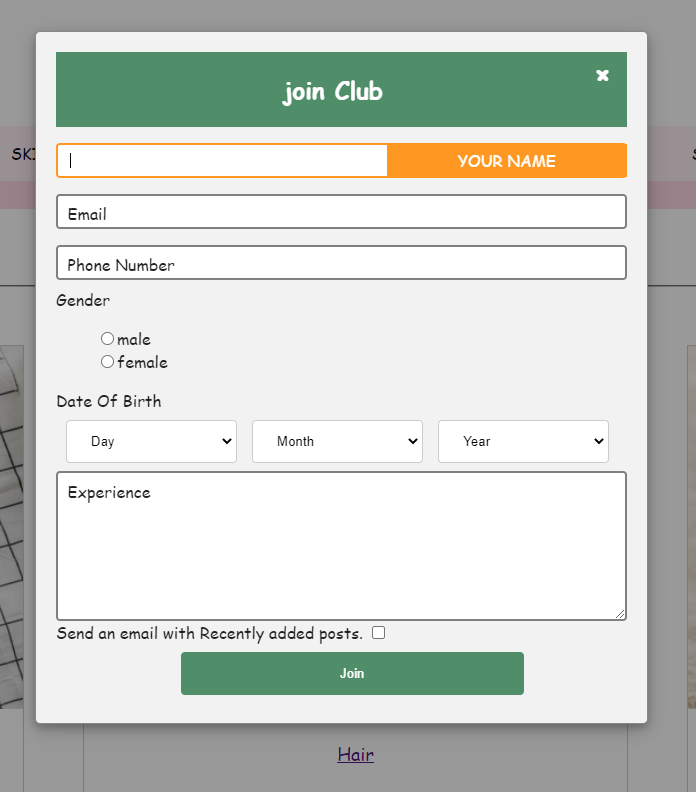 join Club
SKI
YOUR NAME
Email
Phone Number
Gender
male
female
Date Of Birth
Day Month Year
Experience
Send an email with Recently added posts.
Join
Hair